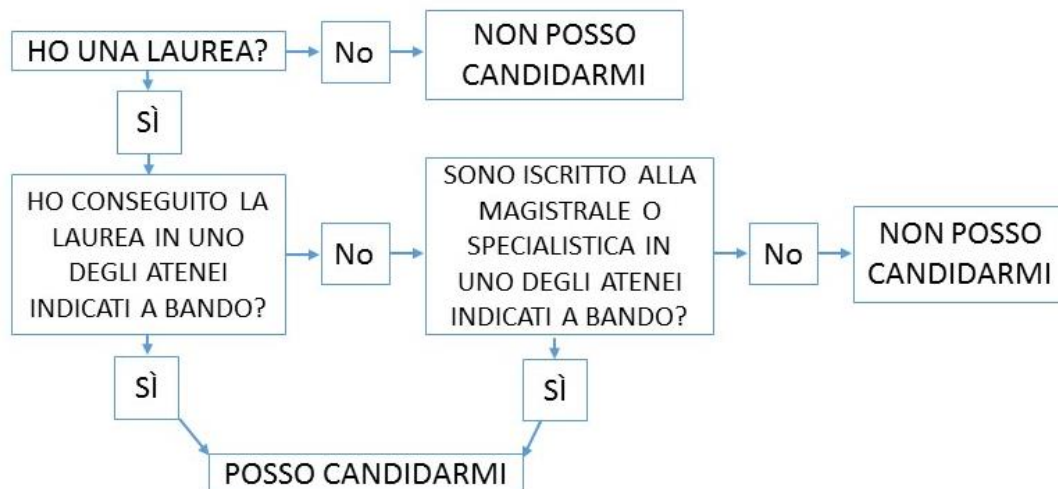 HO UNA LAUREA?
No
NON POSSO
CANDIDARMI
SÌ
HO CONSEGUITO LA
LAUREA IN UNO
DEGLI ATENEI
INDICATI A BANDO?
No
SONO ISCRITTO ALLA
MAGISTRALE O
SPECIALISTICA IN
UNO DEGLI ATENEI
INDICATI A BANDO?
No
NON POSSO
CANDIDARMI
SÌ
SÌ
POSSO CANDIDARMI